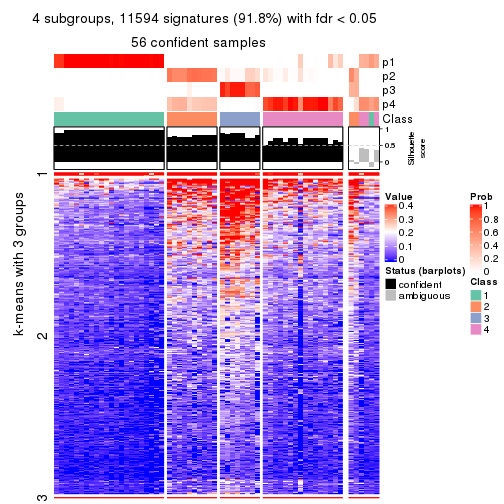 4 subgroups, 11594 signatures (91.8%) with fdr < 0.05
56 confident samples
p1
p2
p3
p4
Class
1
0.5
0
Silhouette
score
k-means with 3 groups
1
2
3
Value
0.4
0.3
0.2
0.1
0
Status (barplots)
confident
ambiguous
Prob
1
0.8
0.6
0.4
0.2
0
Class
1
2
3
4